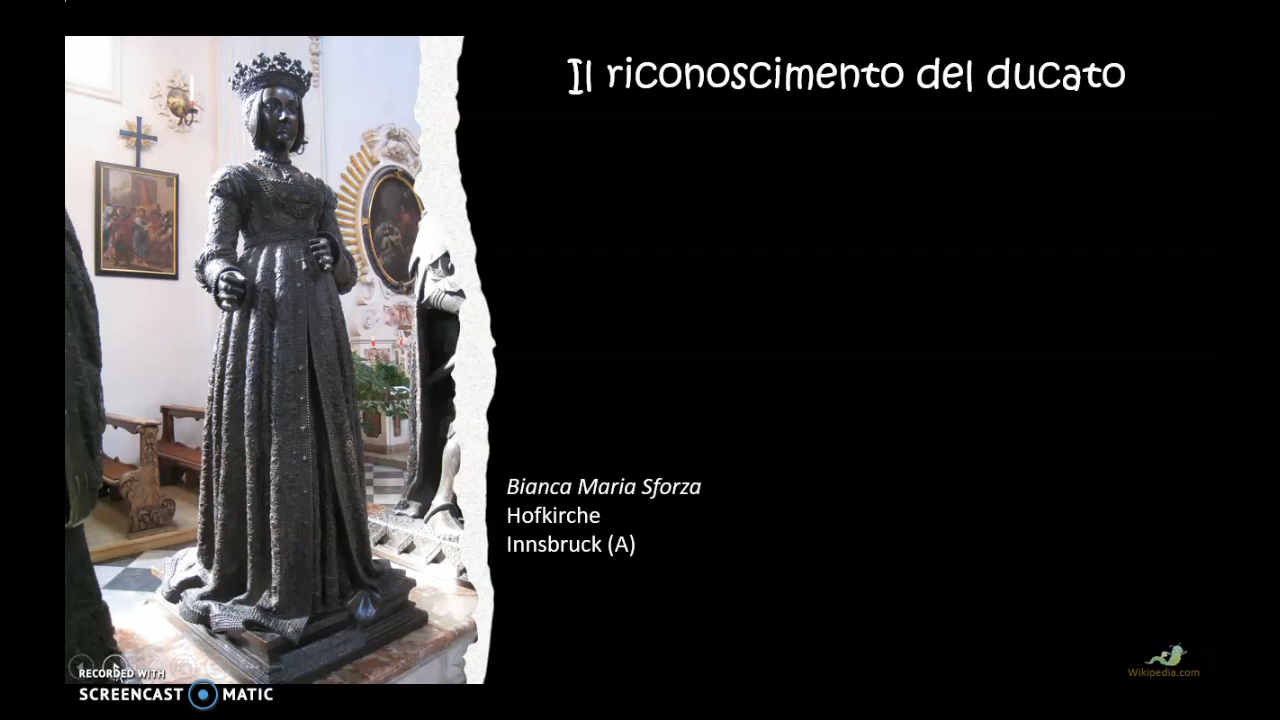 Il riconoscimento del ducato
Bianca Maria Sforza
Hofkirche
Innsbruck (A)
Wikipedia.com
RECORDED WITH
SCREENCAST MATIC